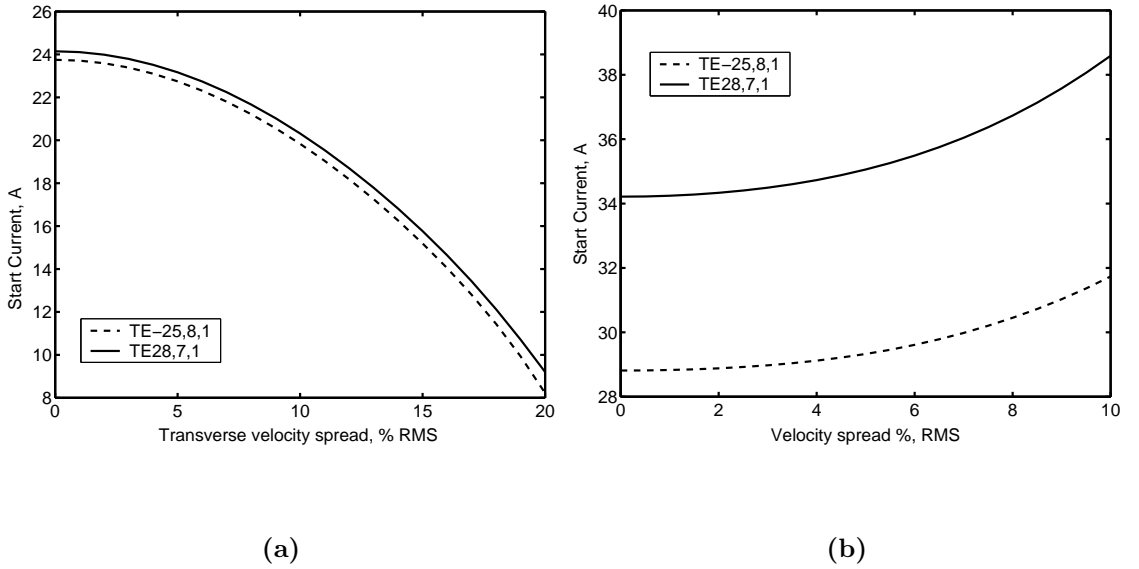 26
24
22
20
18
16
14
12
10
8
Start Current, A
TE−25,8,1
TE28,7,1
0 5 10 15 20
Transverse velocity spread, % RMS
40
38
36
34
32
30
28
Start Current, A
TE−25,8,1
TE28,7,1
0 2 4 6 8 10
Velocity spread %, RMS
(a)
(b)